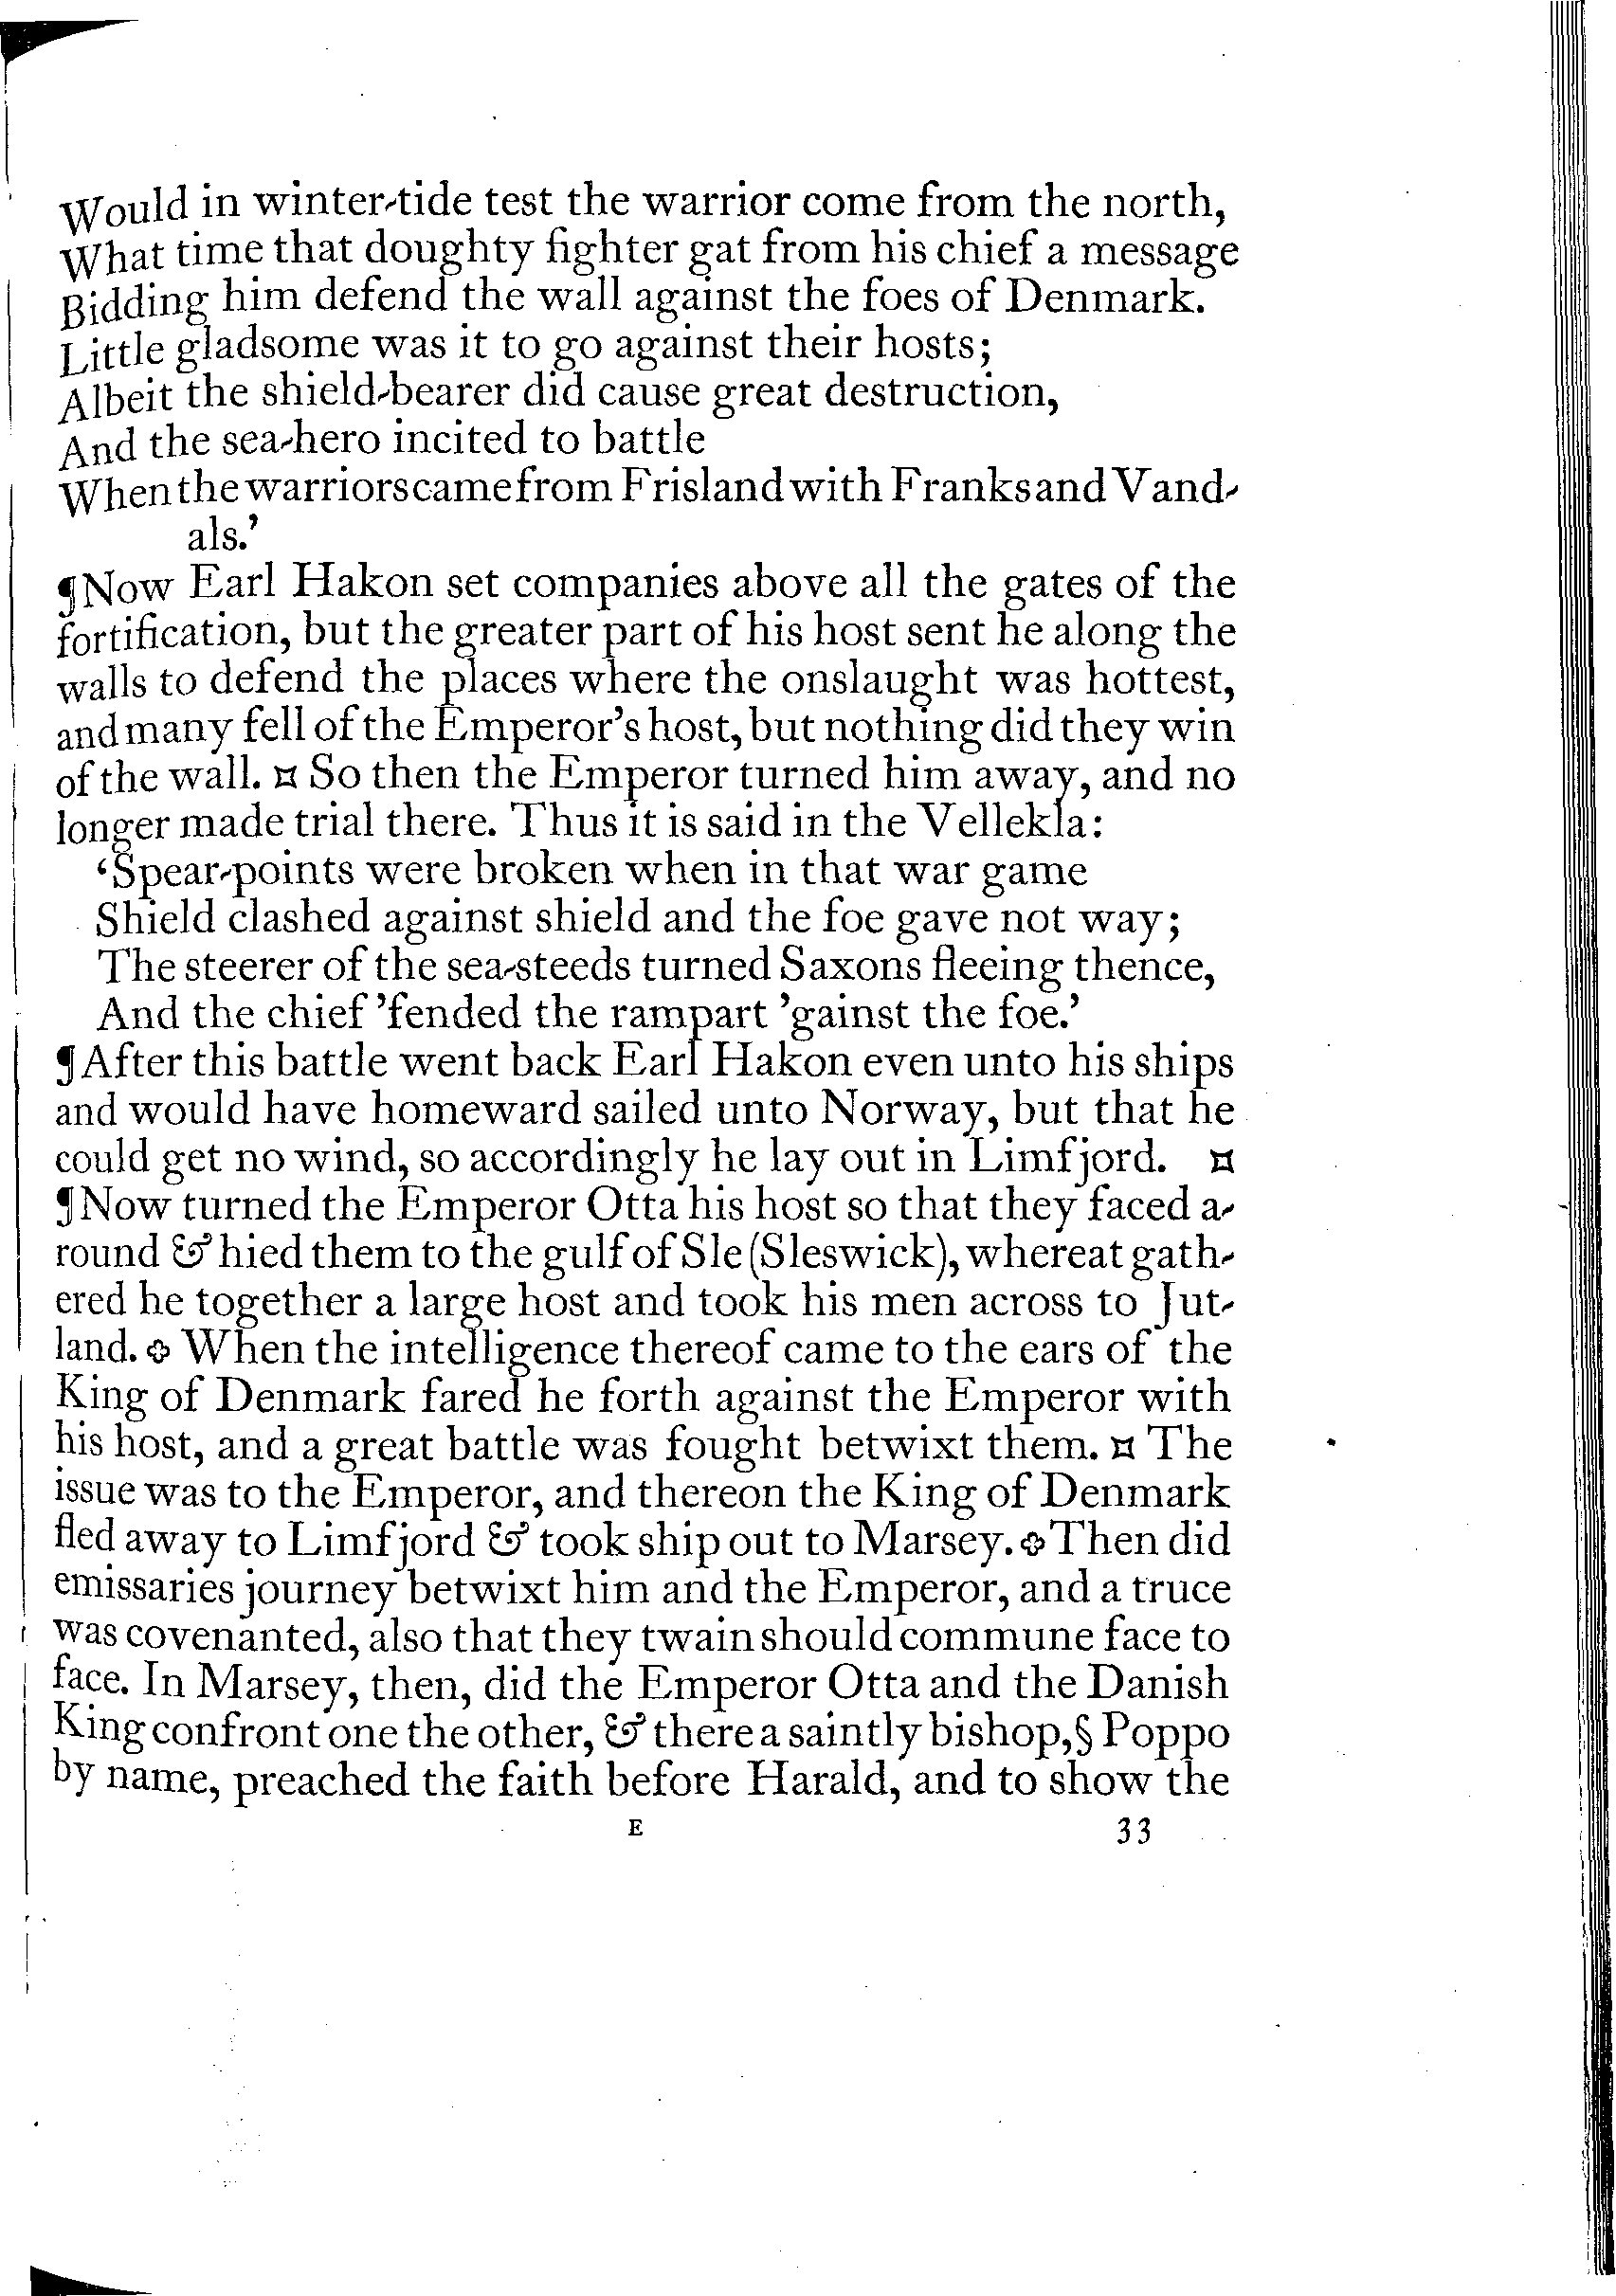 Would in winter-tide test the warrior come from the north,
What time that doughty fighter gat from his chief a message
Bidding him defend the wall against the foes of Denmark.
Little gladsome was it to go against their hosts;
Albeit the shield-bearer did cause great destruction,
And the sea-hero incited to battle
When the warriors came from Frisland with Franks and Vand-
als.'
¶ Now Earl Hakon set companies above all the gates of the
fortification, but the greater part of his host sent he along the
walls to defend the places where the onslaught was hottest,
and many fell of the Emperor's host, but nothing did they win
of the wall. ¤ So then the Emperor turned him away, and no
longer made trial there. Thus it is said in the Vellekla:
'Spear-points were broken when in that war game
Shield clashed against shield and the foe gave not way;
The steerer of the sea-steeds turned Saxons fleeing thence,
And the chief 'fended the rampart 'gainst the foe.'
¶ After this battle went back Earl Hakon even unto his ships
and would have homeward sailed unto Norway, but that he
could get no wind, so accordingly he lay out in Limfjord. ¤
¶ Now turned the Emperor Otta his host so that they faced a-
round & hied them to the gulf of Sle (Sleswick), whereat gath-
ered he together a large host and took his men across to Jut-
land. ✥ When the intelligence thereof came to the ears of the
King of Denmark fared he forth against the Emperor with
his host, and a great battle was fought betwixt them. ¤ The
issue was to the Emperor, and thereon the King of Denmark
fled away to Limfjord & took ship out to Marsey. ✥ Then did
emissaries journey betwixt him and the Emperor, and a truce
was covenanted, also that they twain should commune face to
face. In Marsey, then, did the Emperor Otta and the Danish
King confront one the other, & there a saintly bishop,§ Poppo
by name, preached the faith before Harald, and to show the
E 33